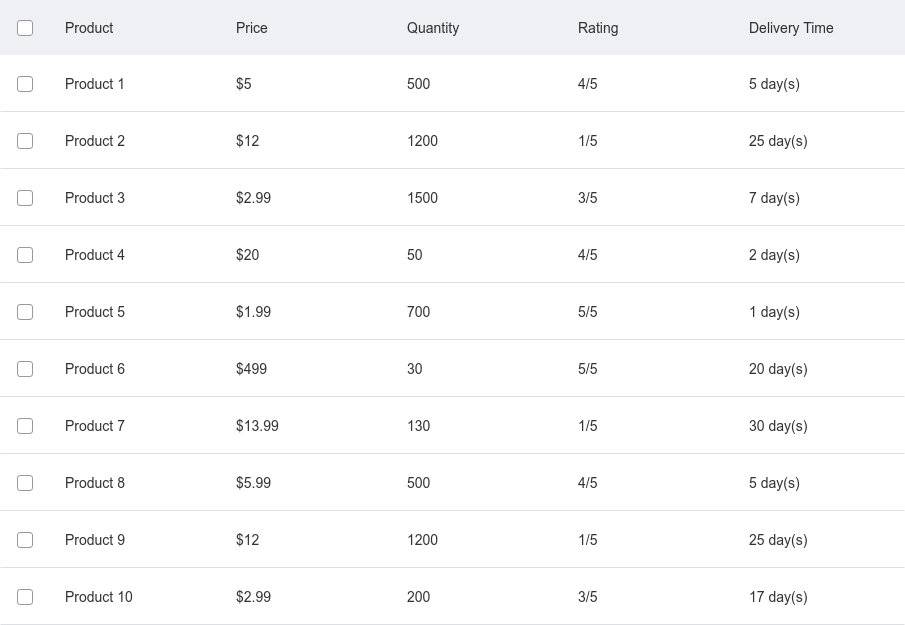 Product Price Quantity Rating Delivery Time
Product 1 $5 500 4/5 5 day(s)
Product 2 $12 1200 1/5 25 day(s)
Product 3 $2.99 1500 3/5 7 day(s)
Product 4 $20 50 4/5 2 day(s)
Product 5 $1.99 700 5/5 1 day(s)
Product 6 $499 30 5/5 20 day(s)
Product 7 $13.99 130 1/5 30 day(s)
Product 8 $5.99 500 4/5 5 day(s)
Product 9 $12 1200 1/5 25 day(s)
Product 10 $2.99 200 3/5 17 day(s)